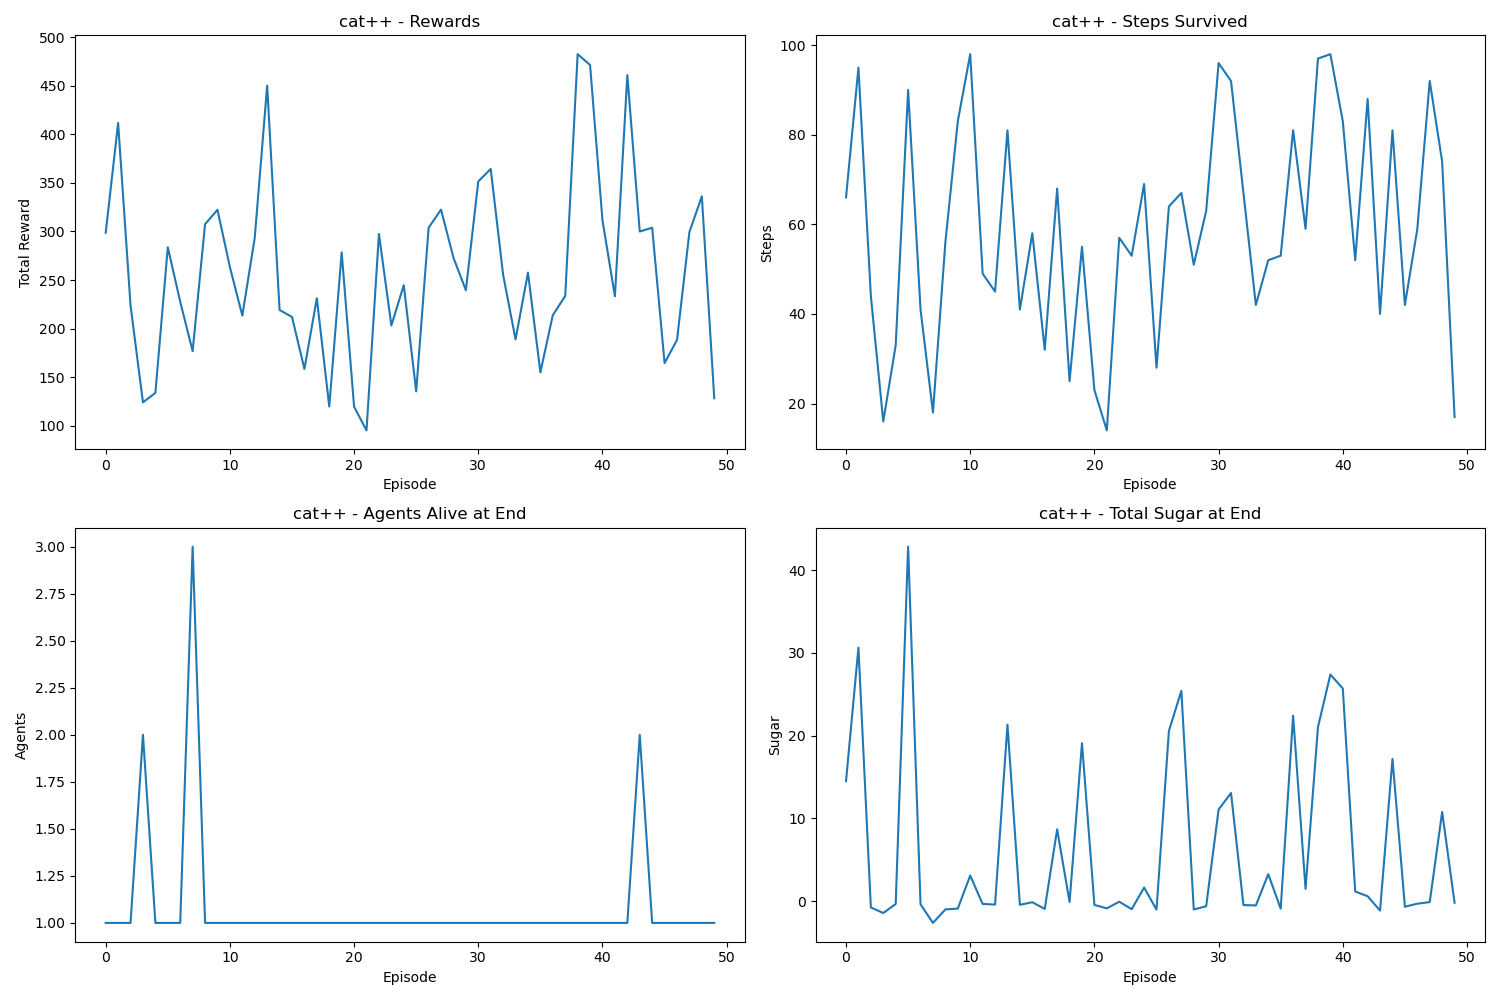 cat++ - Rewards
500
450
400
350
300
250
200
150
100
Total Reward
0 10 20 30 40 50
Episode
cat++ - Steps Survived
100
80
60
40
20
Steps
0 10 20 30 40 50
Episode
cat++ - Agents Alive at End
3.00
2.75
2.50
2.25
2.00
1.75
1.50
1.25
1.00
Agents
0 10 20 30 40 50
Episode
cat++ - Total Sugar at End
40
30
20
10
0
Sugar
0 10 20 30 40 50
Episode